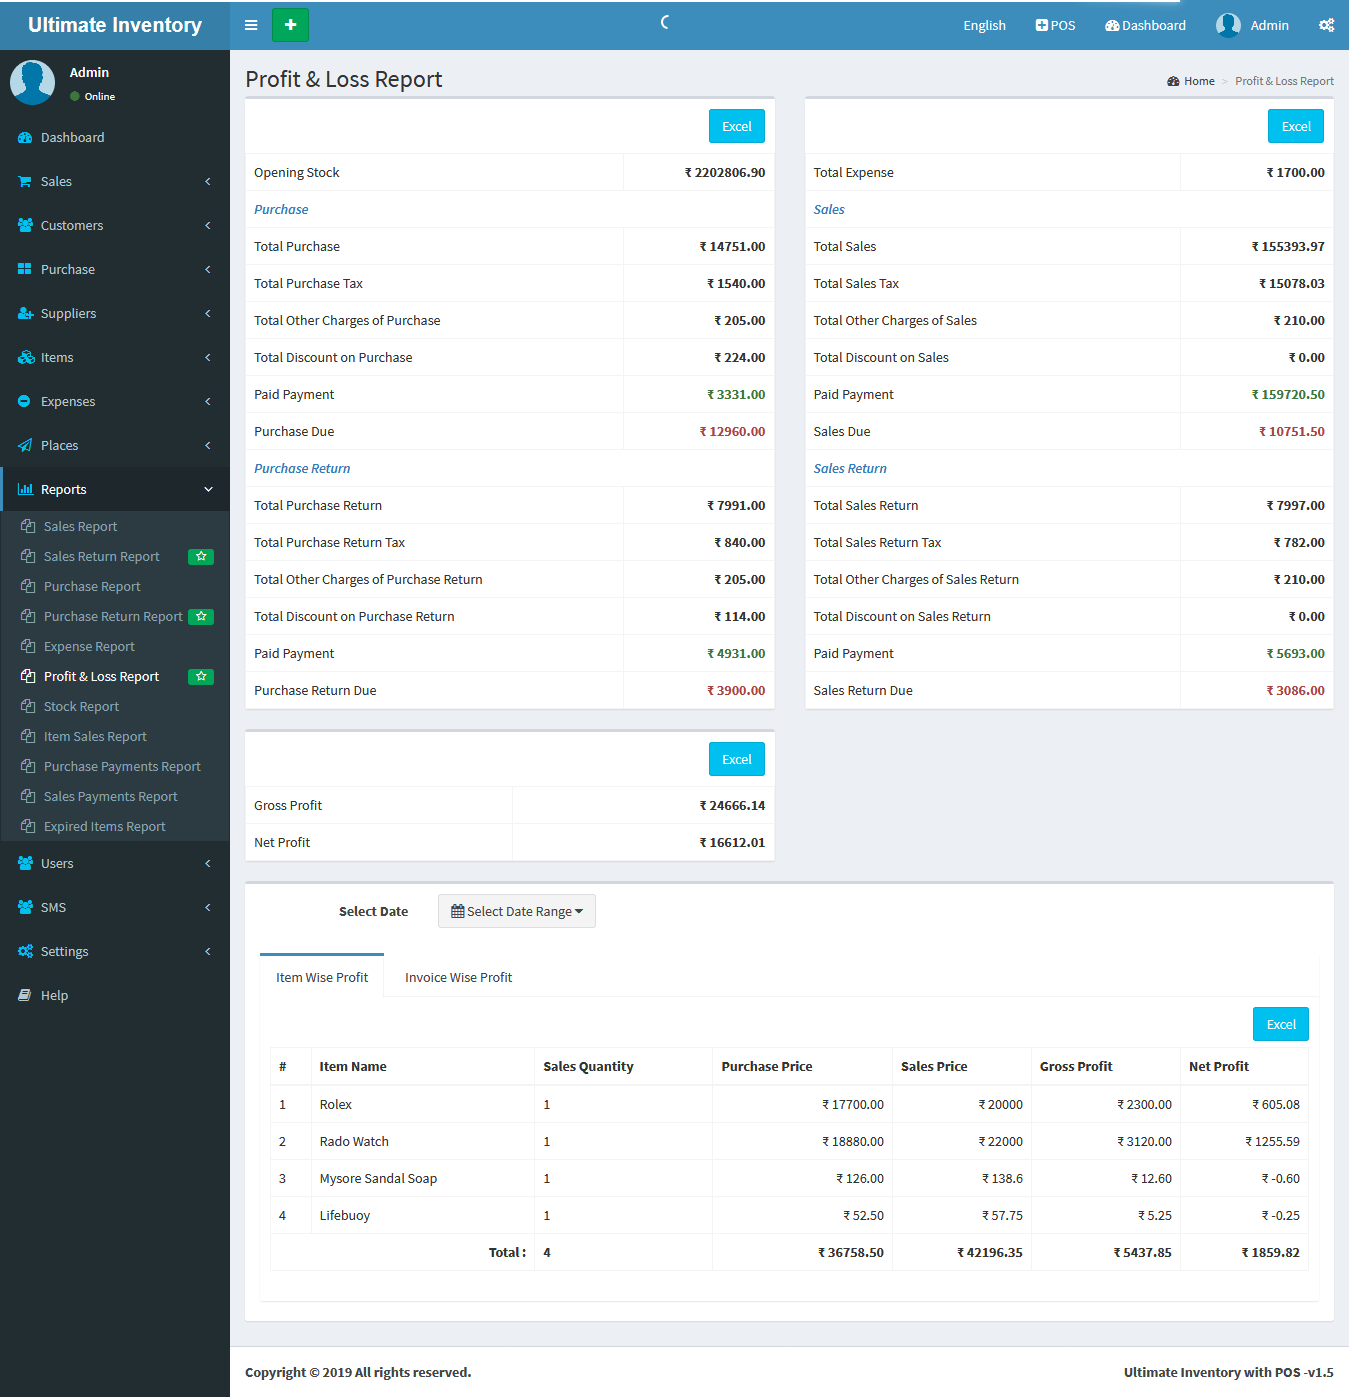 Ultimate Inventory
English
POS
Dashboard
Admin
Admin
Online
Dashboard
Sales
Customers
Purchase
Suppliers
Items
Expenses
Places
Reports
Sales Report
Sales Return Report
Purchase Report
Purchase Return Report
Expense Report
Profit & Loss Report
Stock Report
Item Sales Report
Purchase Payments Report
Sales Payments Report
Expired Items Report
Users
SMS
Settings
Help
Profit & Loss Report
Home > Profit & Loss Report
Excel
Opening Stock ₹ 2202806.90
Purchase
Total Purchase ₹ 14751.00
Total Purchase Tax ₹ 1540.00
Total Other Charges of Purchase ₹ 205.00
Total Discount on Purchase ₹ 224.00
Paid Payment ₹ 3331.00
Purchase Due ₹ 12960.00
Purchase Return
Total Purchase Return ₹ 7991.00
Total Purchase Return Tax ₹ 840.00
Total Other Charges of Purchase Return ₹ 205.00
Total Discount on Purchase Return ₹ 114.00
Paid Payment ₹ 4931.00
Purchase Return Due ₹ 3900.00
Excel
Total Expense ₹ 1700.00
Sales
Total Sales ₹ 155393.97
Total Sales Tax ₹ 15078.03
Total Other Charges of Sales ₹ 210.00
Total Discount on Sales ₹ 0.00
Paid Payment ₹ 159720.50
Sales Due ₹ 10751.50
Sales Return
Total Sales Return ₹ 7997.00
Total Sales Return Tax ₹ 782.00
Total Other Charges of Sales Return ₹ 210.00
Total Discount on Sales Return ₹ 0.00
Paid Payment ₹ 5693.00
Sales Return Due ₹ 3086.00
Excel
Gross Profit ₹ 24666.14
Net Profit ₹ 16612.01
Select Date Select Date Range
Item Wise Profit Invoice Wise Profit
Excel
# Item Name Sales Quantity Purchase Price Sales Price Gross Profit Net Profit
1 Rolex 1 ₹ 17700.00 ₹ 20000 ₹ 2300.00 ₹ 605.08
2 Rado Watch 1 ₹ 18880.00 ₹ 22000 ₹ 3120.00 ₹ 1255.59
3 Mysore Sandal Soap 1 ₹ 126.00 ₹ 138.6 ₹ 12.60 ₹ -0.60
4 Lifebuoy 1 ₹ 52.50 ₹ 57.75 ₹ 5.25 ₹ -0.25
Total : 4 ₹ 36758.50 ₹ 42196.35 ₹ 5437.85 ₹ 1859.82
Copyright © 2019 All rights reserved.
Ultimate Inventory with POS -v1.5